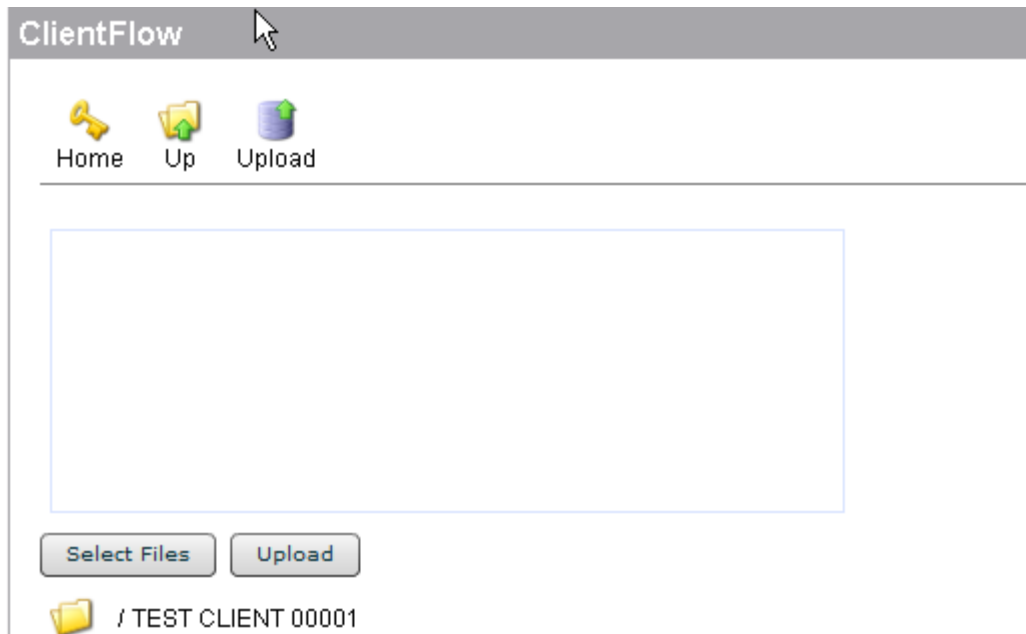 ClientFlow
Home Up Upload
Select Files Upload
/ TEST CLIENT 00001